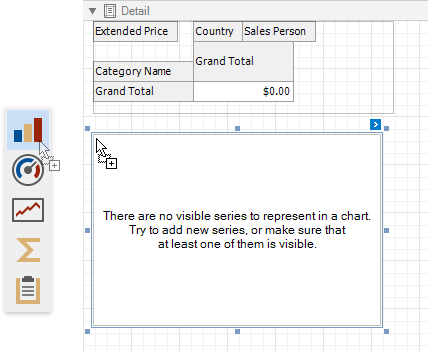 Detail
Extended Price
Country
Sales Person
Grand Total
Category Name
Grand Total
$0.00
There are no visible series to represent in a chart.
Try to add new series, or make sure that
at least one of them is visible.